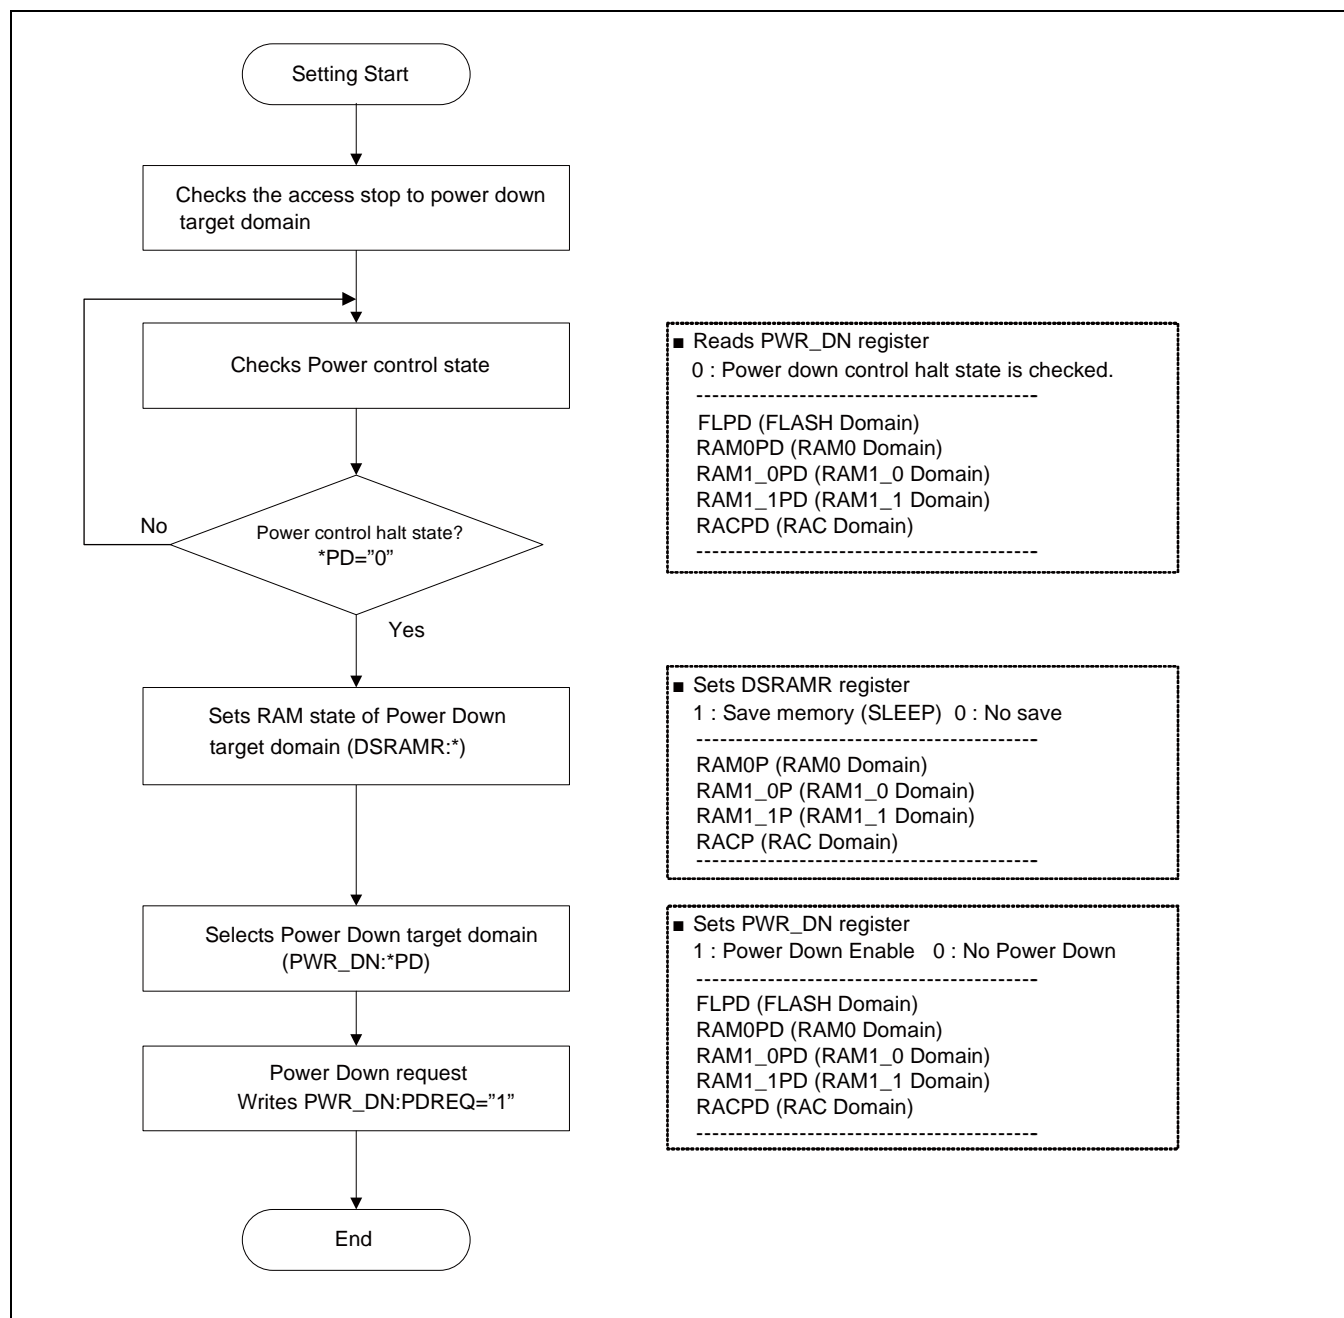 Setting Start
Checks the access stop to power down
target domain
Checks Power control state
■ Reads PWR_DN register
0 : Power down control halt state is checked.
------------------------------------------
FLPD (FLASH Domain)
RAM0PD (RAM0 Domain)
RAM1_0PD (RAM1_0 Domain)
RAM1_1PD (RAM1_1 Domain)
RACPD (RAC Domain)
------------------------------------------
No
Power control halt state?
*PD=”0”
Yes
Sets RAM state of Power Down
target domain (DSRAMR:*)
■ Sets DSRAMR register
1 : Save memory (SLEEP) 0 : No save
------------------------------------------
RAM0P (RAM0 Domain)
RAM1_0P (RAM1_0 Domain)
RAM1_1P (RAM1_1 Domain)
RACP (RAC Domain)
------------------------------------------
Selects Power Down target domain
(PWR_DN:*PD)
■ Sets PWR_DN register
1 : Power Down Enable 0 : No Power Down
------------------------------------------
FLPD (FLASH Domain)
RAM0PD (RAM0 Domain)
RAM1_0PD (RAM1_0 Domain)
RAM1_1PD (RAM1_1 Domain)
RACPD (RAC Domain)
------------------------------------------
Power Down request
Writes PWR_DN:PDREQ=”1”
End